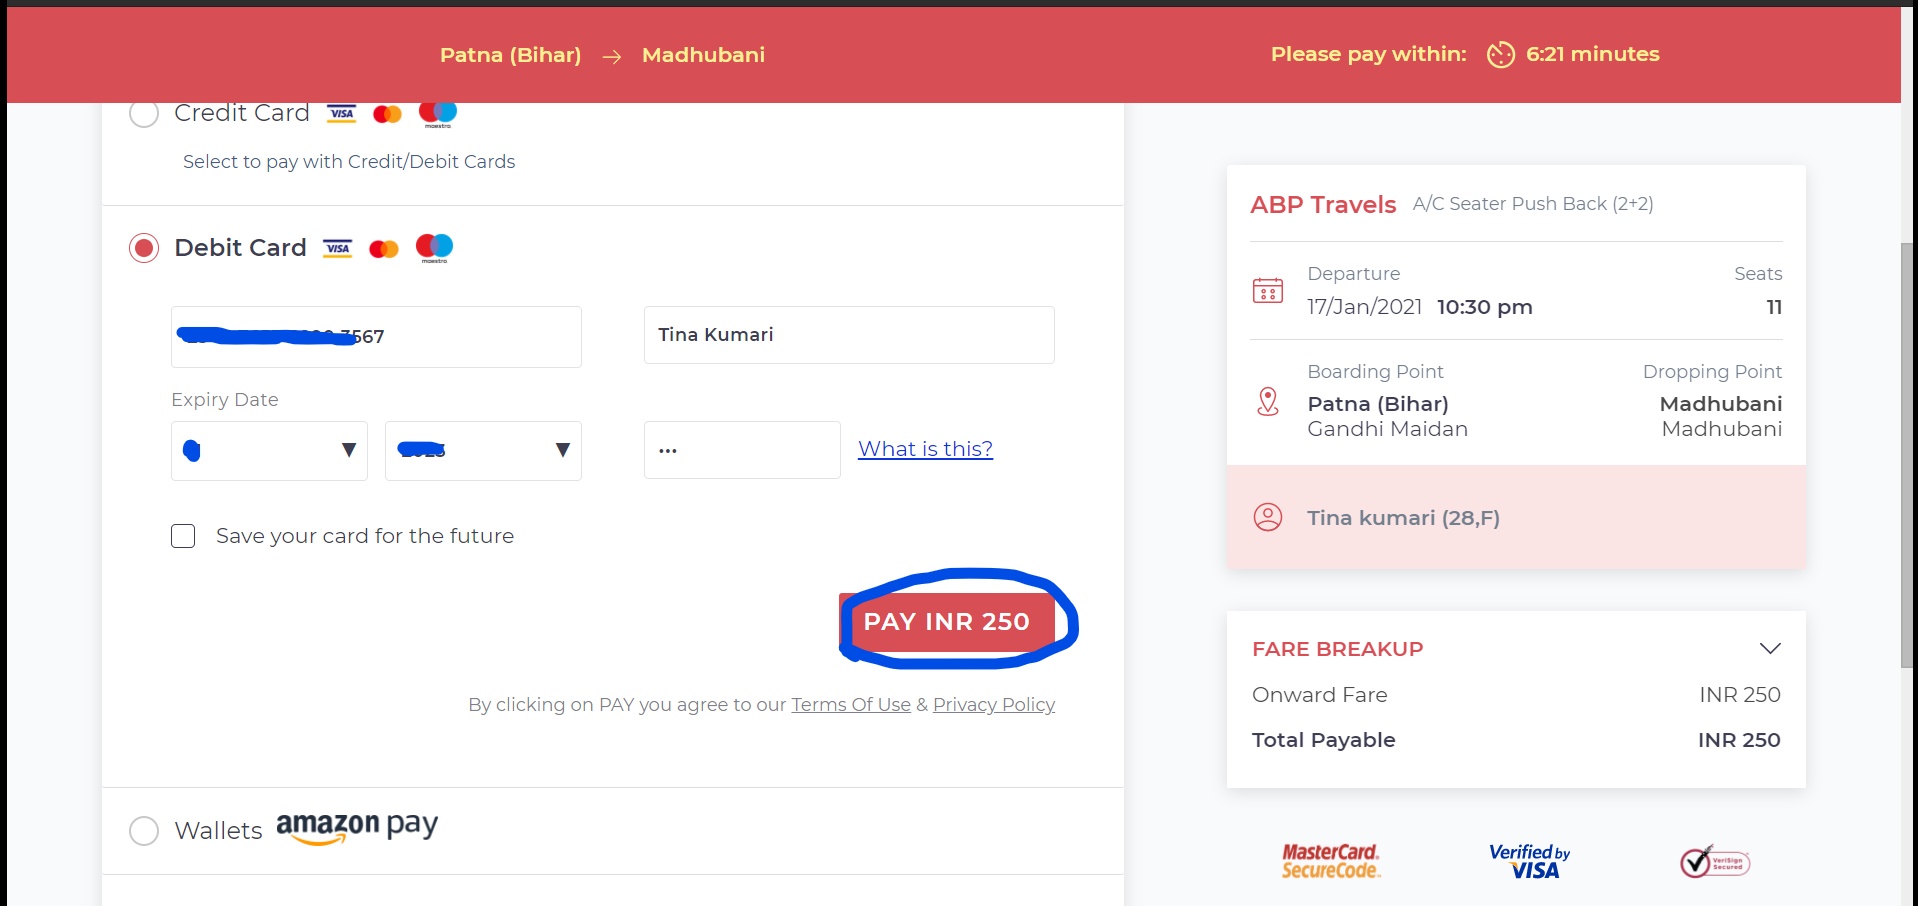 Patna (Bihar) → Madhubani
Please pay within: 6:21 minutes
Credit Card VISA maestro
Select to pay with Credit/Debit Cards
Debit Card VISA maestro
3567
Tina Kumari
Expiry Date
••• What is this?
Save your card for the future
PAY INR 250
By clicking on PAY you agree to our Terms Of Use & Privacy Policy
Wallets amazon pay
ABP Travels A/C Seater Push Back (2+2)
Departure Seats
17/Jan/2021 10:30 pm 11
Boarding Point Dropping Point
Patna (Bihar) Madhubani
Gandhi Maidan Madhubani
Tina kumari (28,F)
FARE BREAKUP
Onward Fare INR 250
Total Payable INR 250
MasterCard. SecureCode.
Verified by VISA
VeriSign Secured